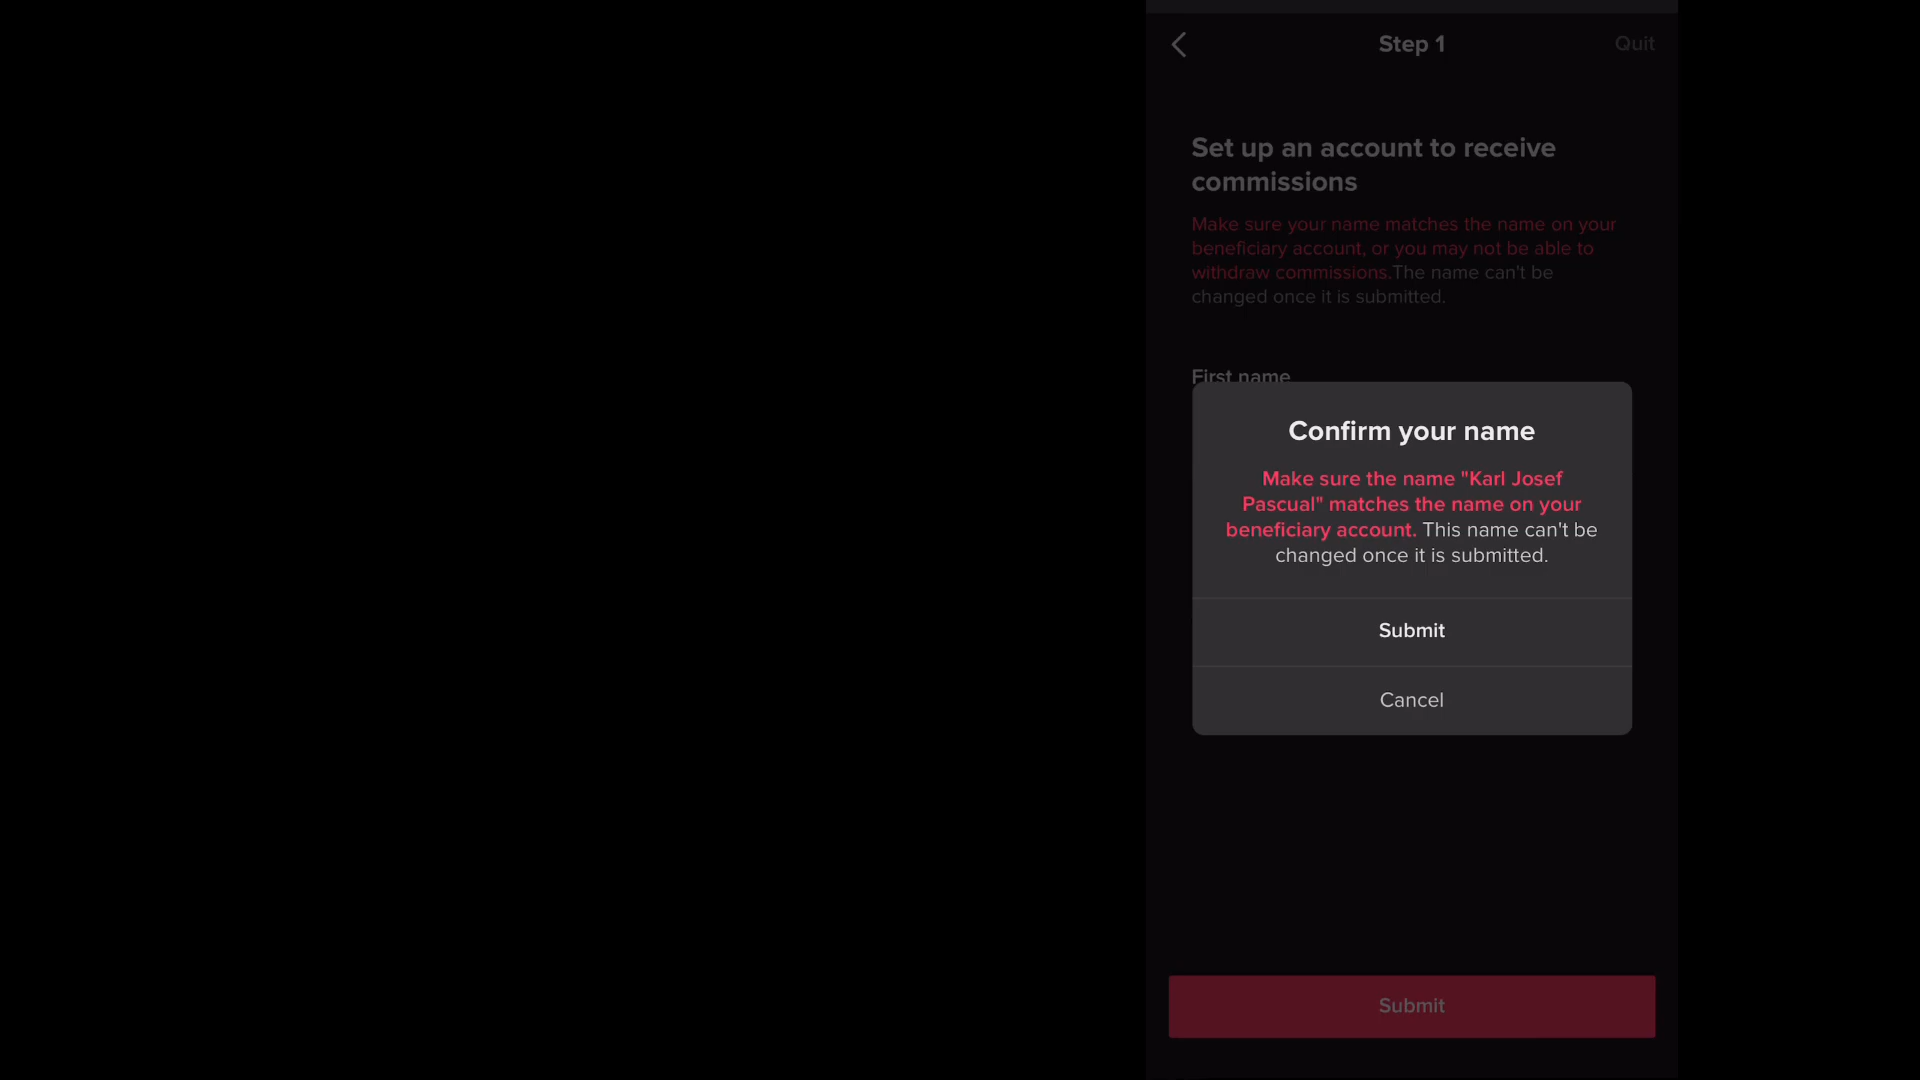 Step 1
Quit
Set up an account to receive
commissions
Make sure your name matches the name on your
beneficiary account, or you may not be able to
withdraw commissions.The name can't be
changed once it is submitted.
First name
Confirm your name
Make sure the name "Karl Josef
Pascual" matches the name on your
beneficiary account. This name can't be
changed once it is submitted.
Submit
Cancel
Submit